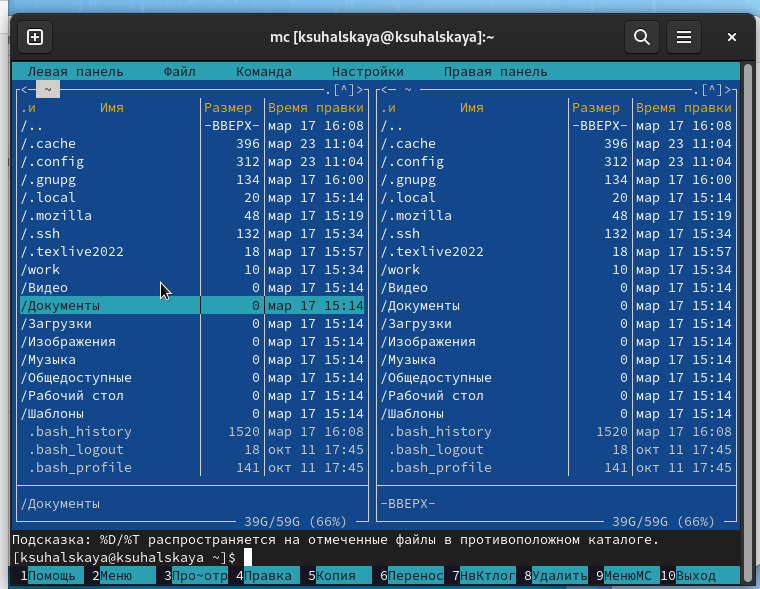 mc [ksuhalskaya@ksuhalskaya]:~
Левая панель Файл Команда Настройки Правая панель
<— ~ .[^]> <— ~ .[^]>
.и Имя Размер Время правки .и Имя Размер Время правки
/.. -ВВЕРХ- мар 17 16:08 /.. -ВВЕРХ- мар 17 16:08
/.cache 396 мар 23 11:04 /.cache 396 мар 23 11:04
/.config 312 мар 23 11:04 /.config 312 мар 23 11:04
/.gnupg 134 мар 17 16:00 /.gnupg 134 мар 17 16:00
/.local 20 мар 17 15:14 /.local 20 мар 17 15:14
/.mozilla 48 мар 17 15:19 /.mozilla 48 мар 17 15:19
/.ssh 132 мар 17 15:34 /.ssh 132 мар 17 15:34
/.texlive2022 18 мар 17 15:57 /.texlive2022 18 мар 17 15:57
/work 10 мар 17 15:34 /work 10 мар 17 15:34
/Видео 0 мар 17 15:14 /Видео 0 мар 17 15:14
/Документы 0 мар 17 15:14 /Документы 0 мар 17 15:14
/Загрузки 0 мар 17 15:14 /Загрузки 0 мар 17 15:14
/Изображения 0 мар 17 15:14 /Изображения 0 мар 17 15:14
/Музыка 0 мар 17 15:14 /Музыка 0 мар 17 15:14
/Общедоступные 0 мар 17 15:14 /Общедоступные 0 мар 17 15:14
/Рабочий стол 0 мар 17 15:14 /Рабочий стол 0 мар 17 15:14
/Шаблоны 0 мар 17 15:14 /Шаблоны 0 мар 17 15:14
.bash_history 1520 мар 17 16:08 .bash_history 1520 мар 17 16:08
.bash_logout 18 окт 11 17:45 .bash_logout 18 окт 11 17:45
.bash_profile 141 окт 11 17:45 .bash_profile 141 окт 11 17:45
/Документы -ВВЕРХ-
39G/59G (66%) 39G/59G (66%)
Подсказка: %D/%T распространяется на отмеченные файлы в противоположном каталоге.
[ksuhalskaya@ksuhalskaya ~]$
1Помощь 2Меню 3Про~отр 4Правка 5Копия 6Перенос 7НвКтлог 8Удалить 9МенюMC 10Выход